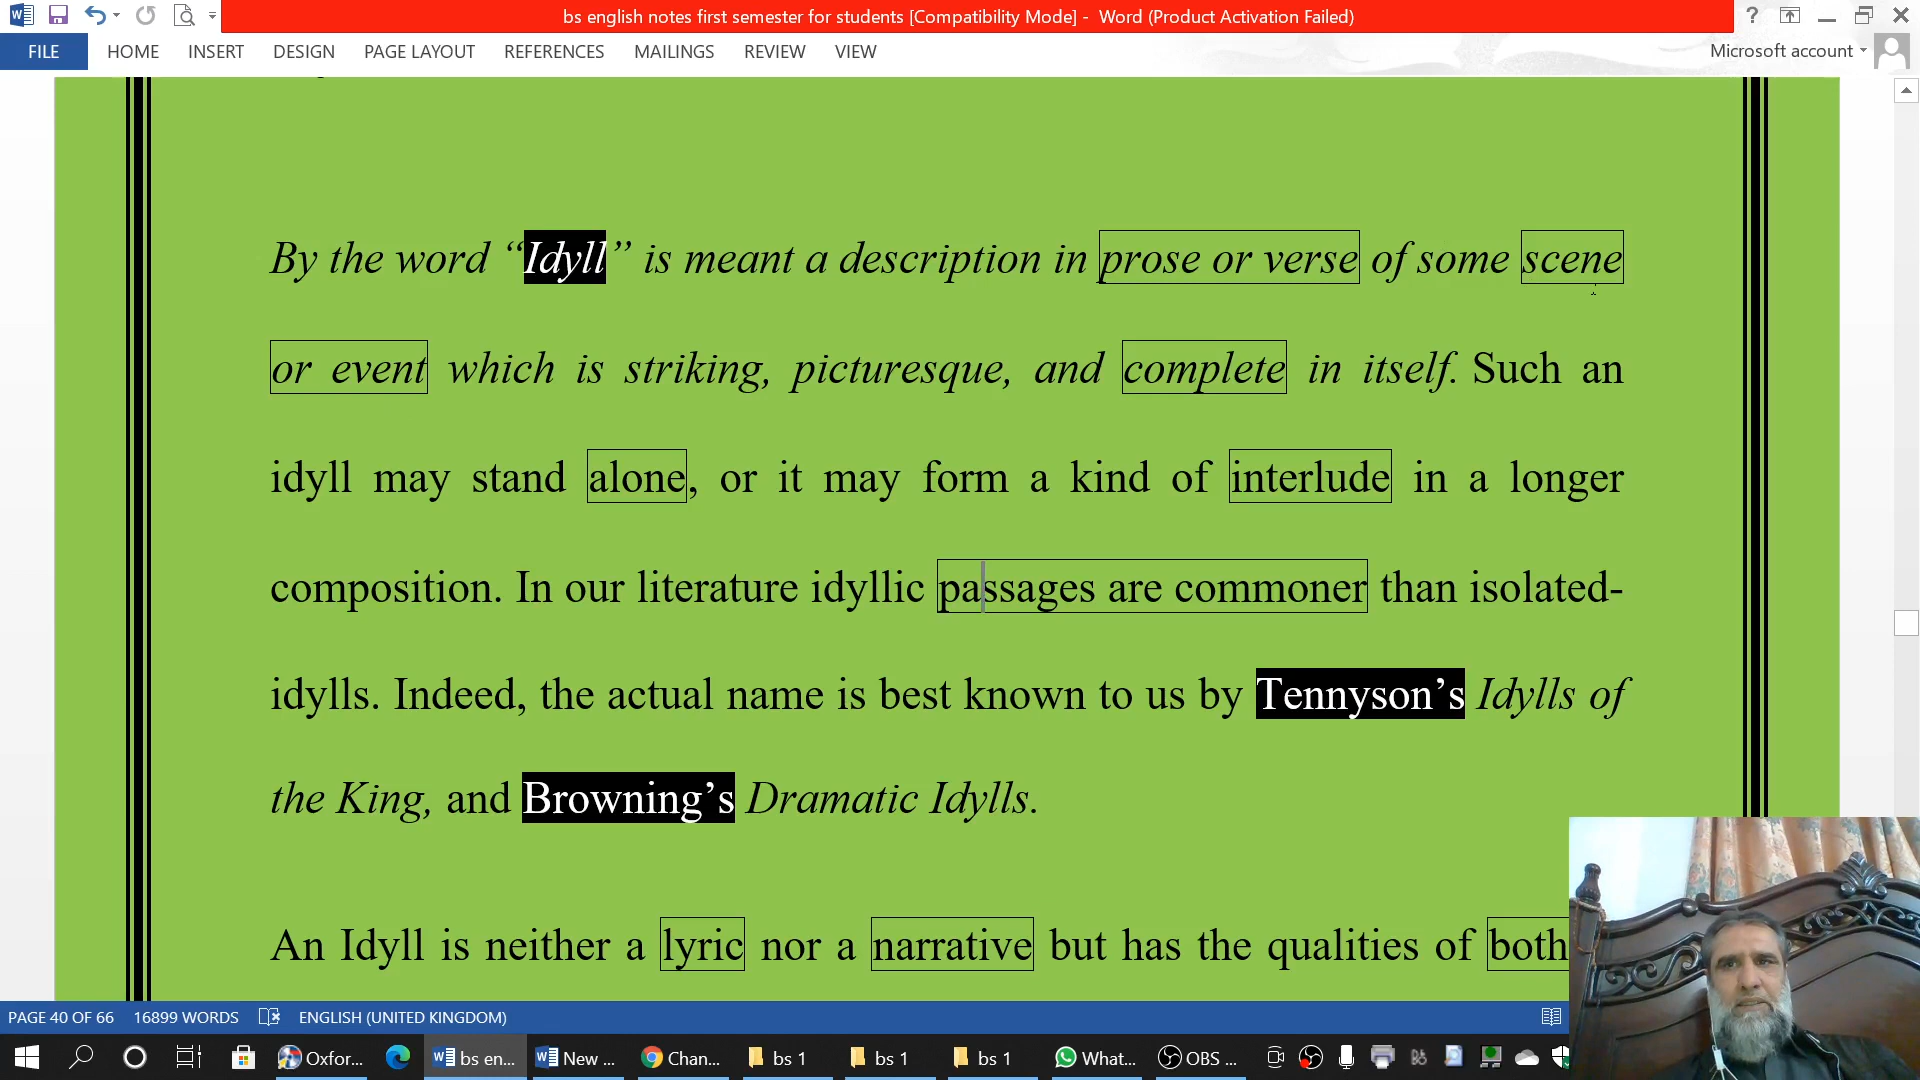 bs english notes first semester for students [Compatibility Mode] - Word (Product Activation Failed)
FILE HOME INSERT DESIGN PAGE LAYOUT REFERENCES MAILINGS REVIEW VIEW Microsoft account
By the word “Idyll” is meant a description in prose or verse of some scene
or event which is striking, picturesque, and complete in itself. Such an
idyll may stand alone, or it may form a kind of interlude in a longer
composition. In our literature idyllic passages are commoner than isolated-
idylls. Indeed, the actual name is best known to us by Tennyson’s Idylls of
the King, and Browning’s Dramatic Idylls.
An Idyll is neither a lyric nor a narrative but has the qualities of both
PAGE 40 OF 66 16899 WORDS ENGLISH (UNITED KINGDOM)
Oxfor... bs en... New ... Chan... bs 1 bs 1 bs 1 What... OBS ...